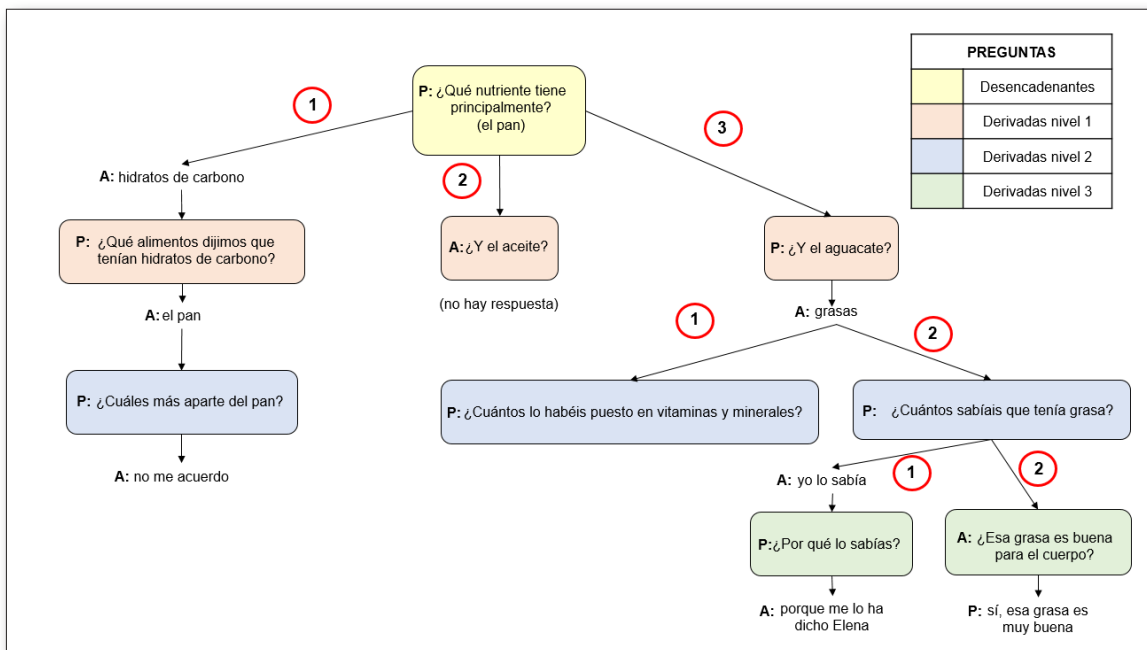 PREGUNTAS
Desencadenantes
Derivadas nivel 1
Derivadas nivel 2
Derivadas nivel 3
P: ¿Qué nutriente tiene
principalmente?
(el pan)
1
2
3
A: hidratos de carbono
P: ¿Qué alimentos dijimos que
tenían hidratos de carbono?
A: el pan
P: ¿Cuáles más aparte del pan?
A: no me acuerdo
A: ¿Y el aceite?
(no hay respuesta)
P: ¿Y el aguacate?
A: grasas
1
2
P: ¿Cuántos lo habéis puesto en vitaminas y minerales?
P: ¿Cuántos sabíais que tenía grasa?
1
2
A: yo lo sabía
P: ¿Por qué lo sabías?
A: porque me lo ha
dicho Elena
A: ¿Esa grasa es buena
para el cuerpo?
P: sí, esa grasa es
muy buena